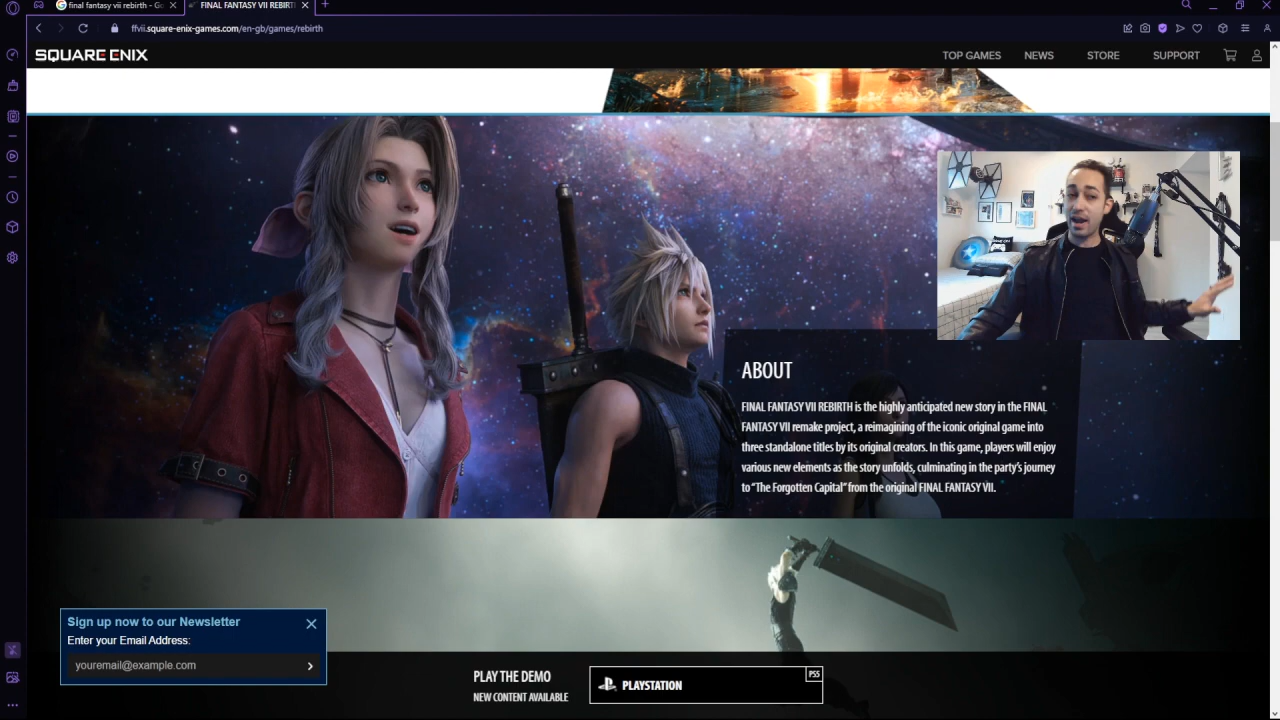 final fantasy vii rebirth - Go
FINAL FANTASY VII REBIRT
ffvii.square-enix-games.com/en-gb/games/rebirth
SQUARE ENIX
TOP GAMES
NEWS
STORE
SUPPORT
ABOUT
FINAL FANTASY VII REBIRTH is the highly anticipated new story in the FINAL
FANTASY VII remake project, a reimagining of the iconic original game into
three standalone titles by its original creators. In this game, players will enjoy
various new elements as the story unfolds, culminating in the party's journey
to “The Forgotten Capital” from the original FINAL FANTASY VII.
Sign up now to our Newsletter
Enter your Email Address:
youremail@example.com
PLAY THE DEMO
NEW CONTENT AVAILABLE
PLAYSTATION
PS5